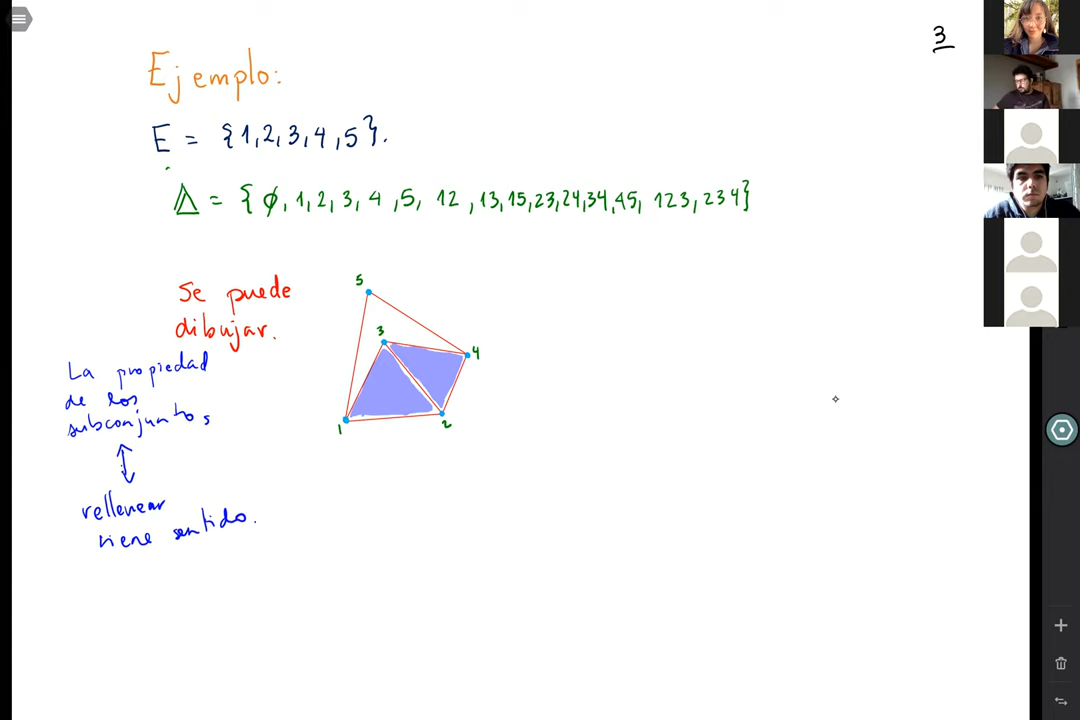 3
Ejemplo:
E = {1,2,3,4,5}.
Δ = {∅, 1, 2, 3, 4, 5, 12, 13, 15, 23, 24, 34, 45, 123, 234}
Se puede
dibujar.
5
3
4
1
2
La propiedad
de los
subconjuntos
rellenear
tiene sentido.